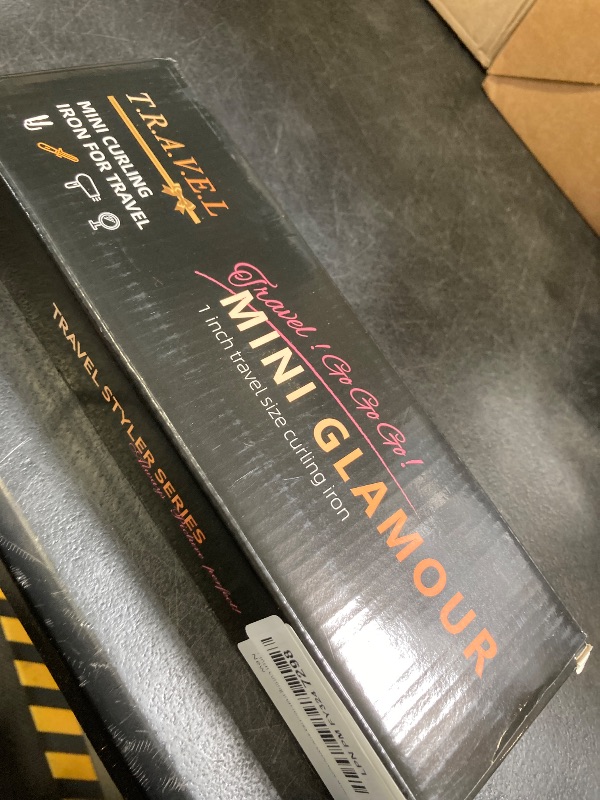 T.R.A.V.E.L
MINI CURLING
IRON FOR TRAVEL
Travel ! Go Go Go!
MINI GLAMOUR
1 inch travel size curling iron
TRAVEL STYLER SERIES
perfect!